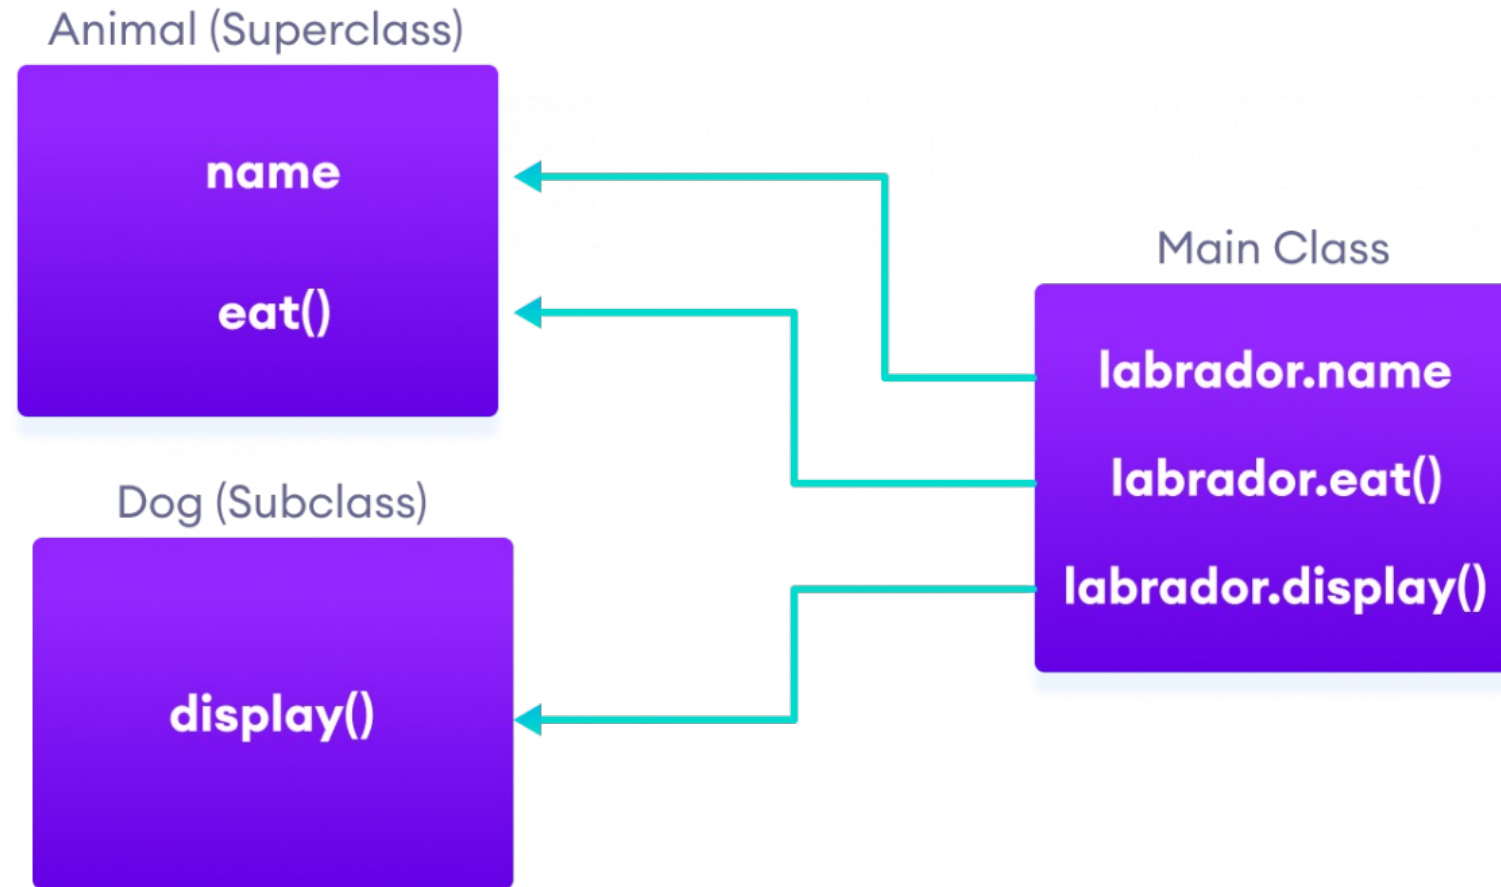 Animal (Superclass)
name
eat()
Dog (Subclass)
display()
Main Class
labrador.name
labrador.eat()
labrador.display()